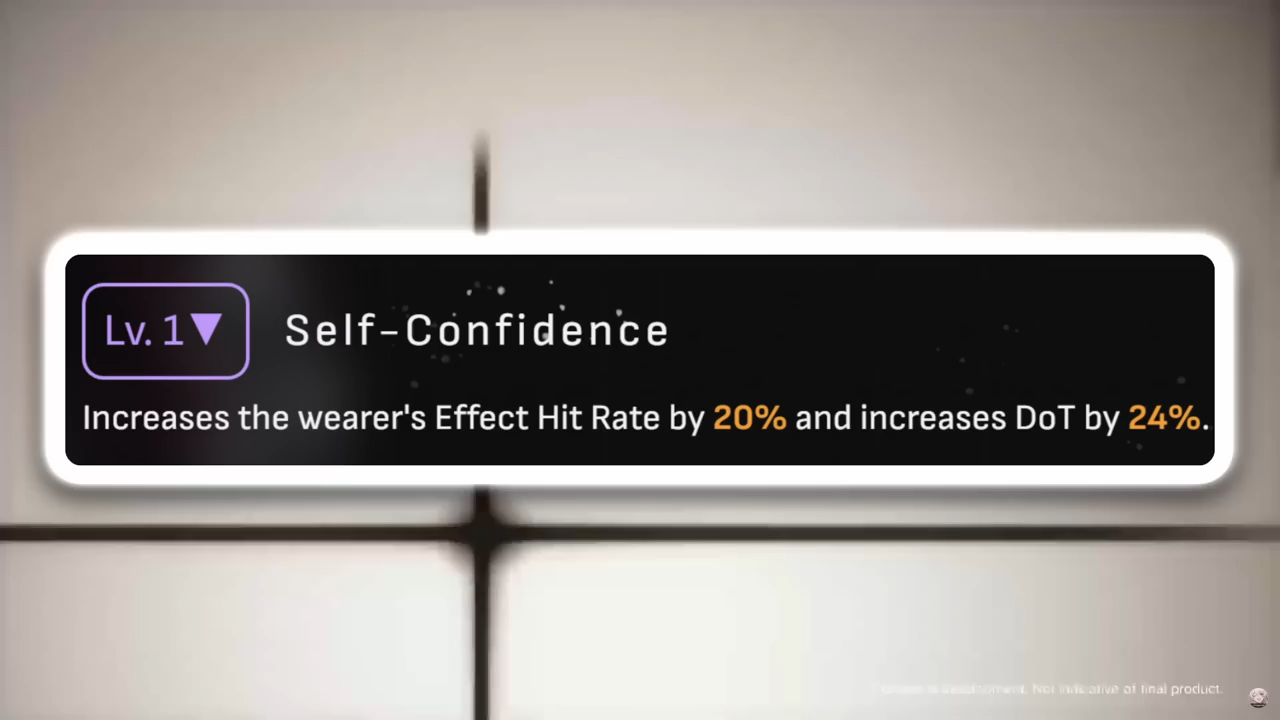 Lv. 1▼ Self-Confidence
Increases the wearer's Effect Hit Rate by 20% and increases DoT by 24%.
Not indicative of final product.